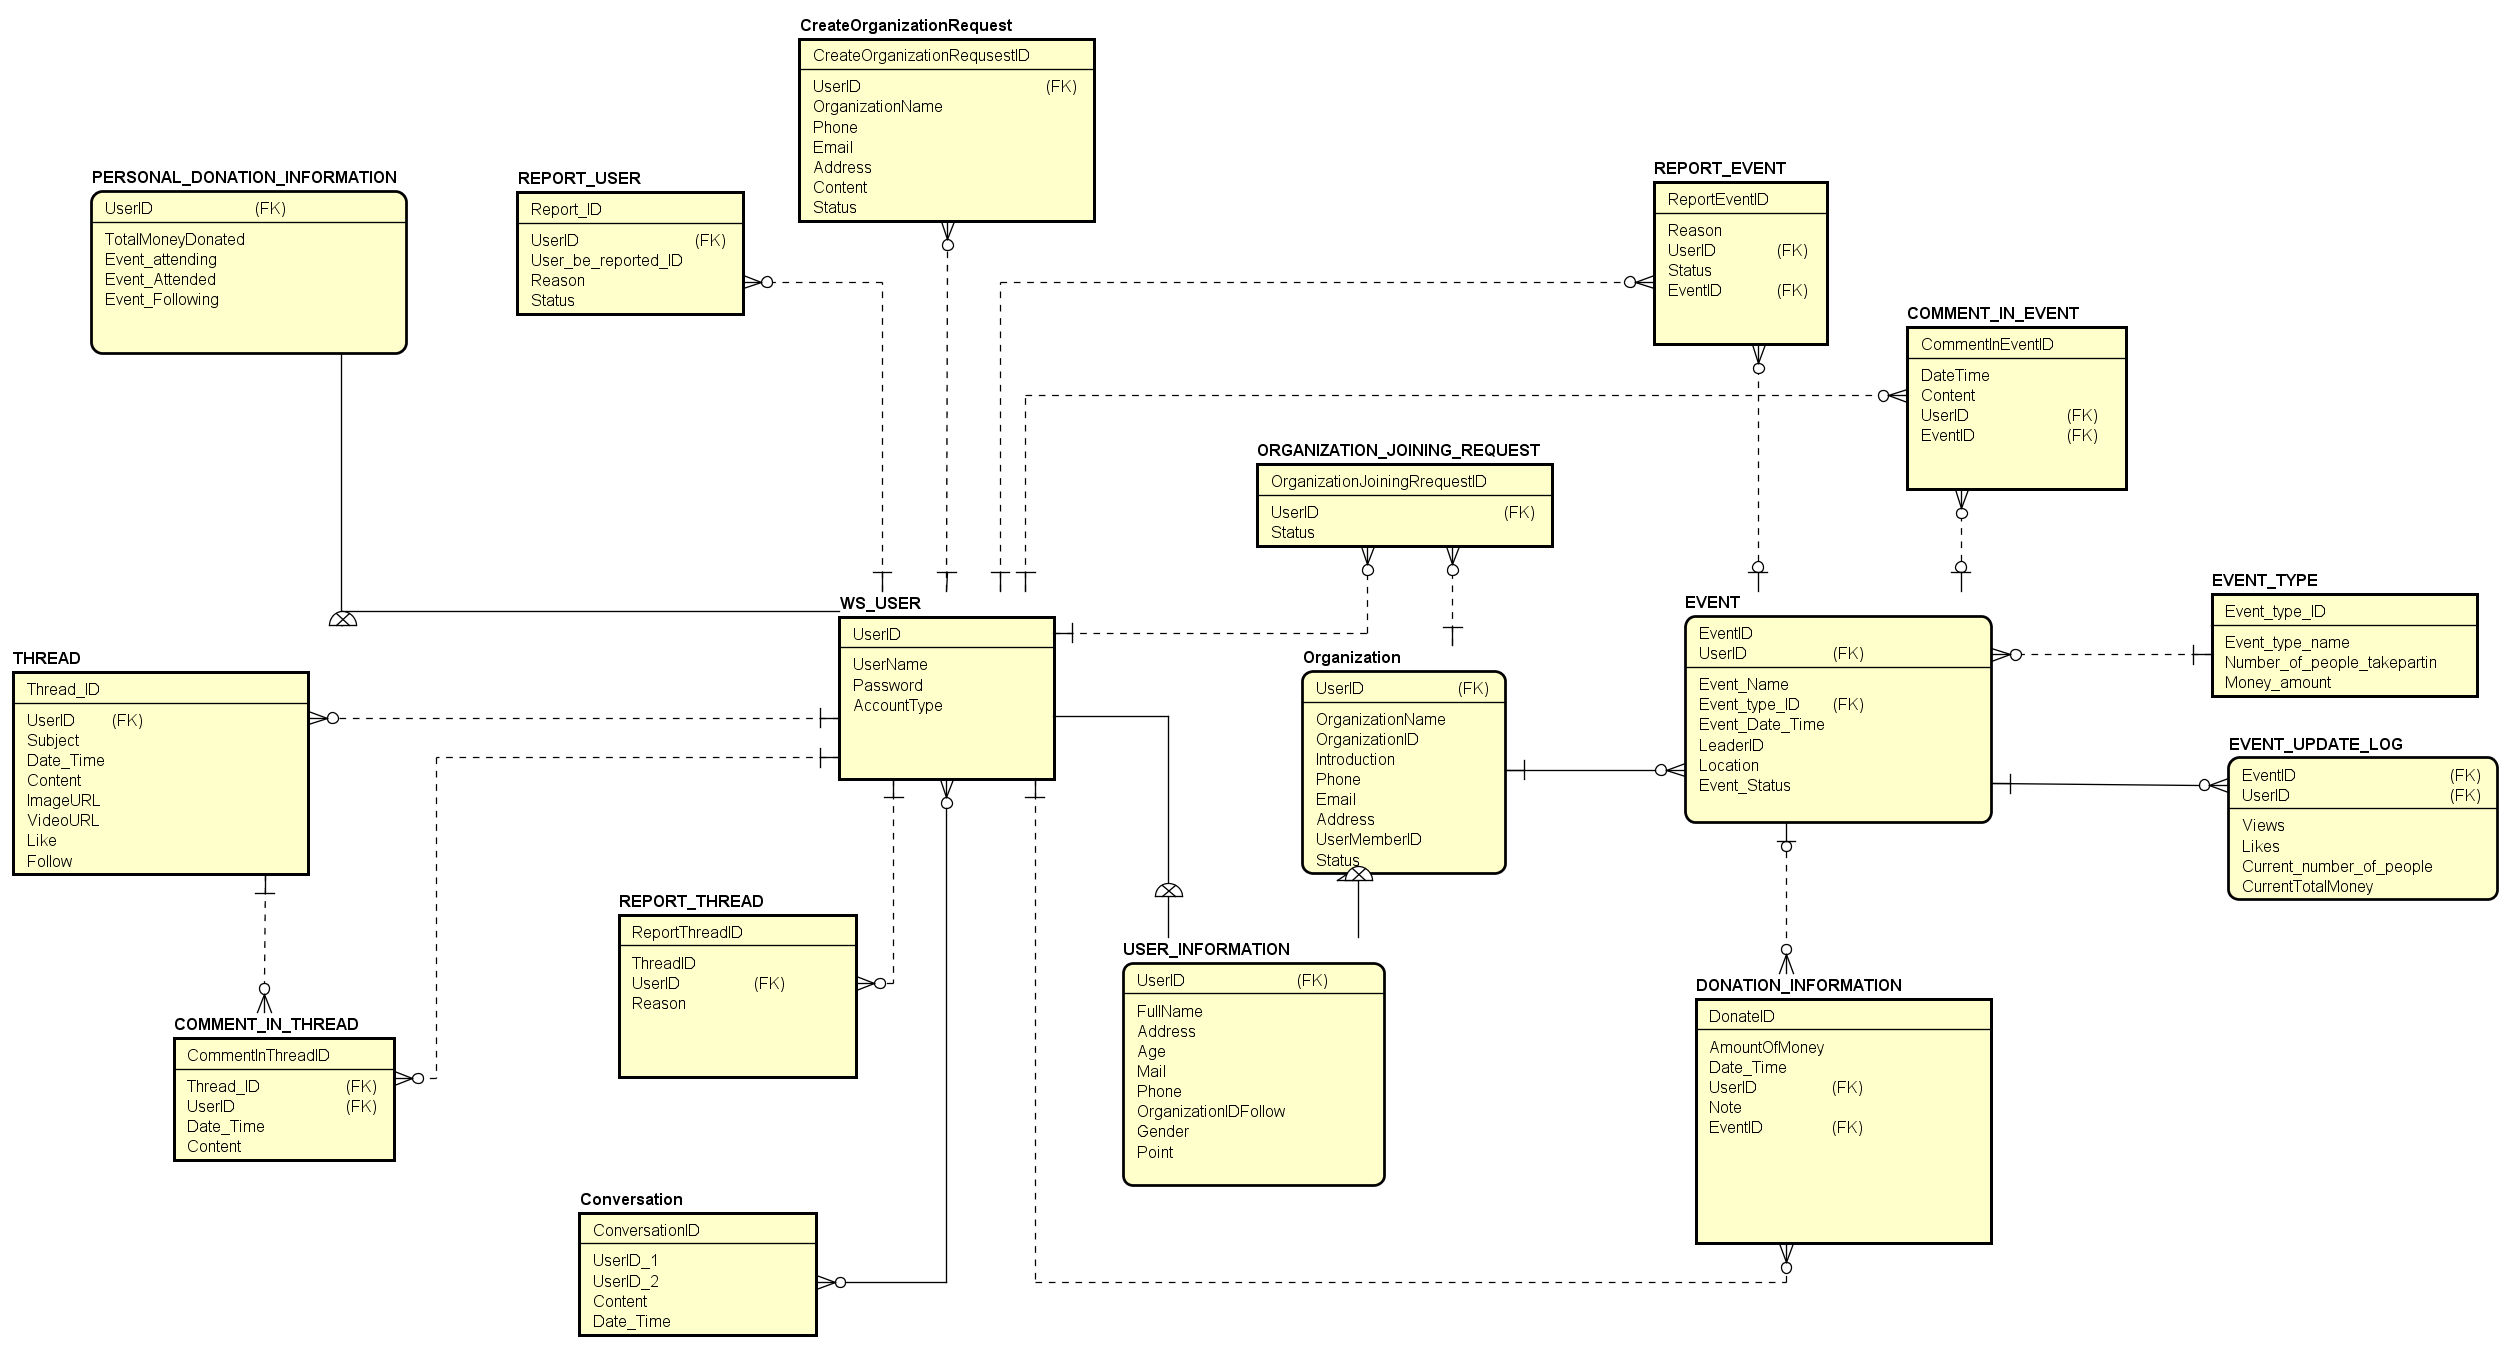 CreateOrganizationRequest
CreateOrganizationRequsestID
UserID (FK)
OrganizationName
Phone
Email
Address
Content
Status
PERSONAL_DONATION_INFORMATION
UserID (FK)
TotalMoneyDonated
Event_attending
Event_Attended
Event_Following
REPORT_USER
Report_ID
UserID (FK)
User_be_reported_ID
Reason
Status
REPORT_EVENT
ReportEventID
Reason
UserID (FK)
Status
EventID (FK)
COMMENT_IN_EVENT
CommentInEventID
DateTime
Content
UserID (FK)
EventID (FK)
ORGANIZATION_JOINING_REQUEST
OrganizationJoiningRrequestID
UserID (FK)
Status
WS_USER
UserID
UserName
Password
AccountType
EVENT
EventID
UserID (FK)
Event_Name
Event_type_ID (FK)
Event_Date_Time
LeaderID
Location
Event_Status
EVENT_TYPE
Event_type_ID
Event_type_name
Number_of_people_takepartin
Money_amount
THREAD
Thread_ID
UserID (FK)
Subject
Date_Time
Content
ImageURL
VideoURL
Like
Follow
Organization
UserID (FK)
OrganizationName
OrganizationID
Introduction
Phone
Email
Address
UserMemberID
Status
EVENT_UPDATE_LOG
EventID (FK)
UserID (FK)
Views
Likes
Current_number_of_people
CurrentTotalMoney
REPORT_THREAD
ReportThreadID
ThreadID
UserID (FK)
Reason
USER_INFORMATION
UserID (FK)
FullName
Address
Age
Mail
Phone
OrganizationIDFollow
Gender
Point
DONATION_INFORMATION
DonateID
AmountOfMoney
Date_Time
UserID (FK)
Note
EventID (FK)
COMMENT_IN_THREAD
CommentInThreadID
Thread_ID (FK)
UserID (FK)
Date_Time
Content
Conversation
ConversationID
UserID_1
UserID_2
Content
Date_Time